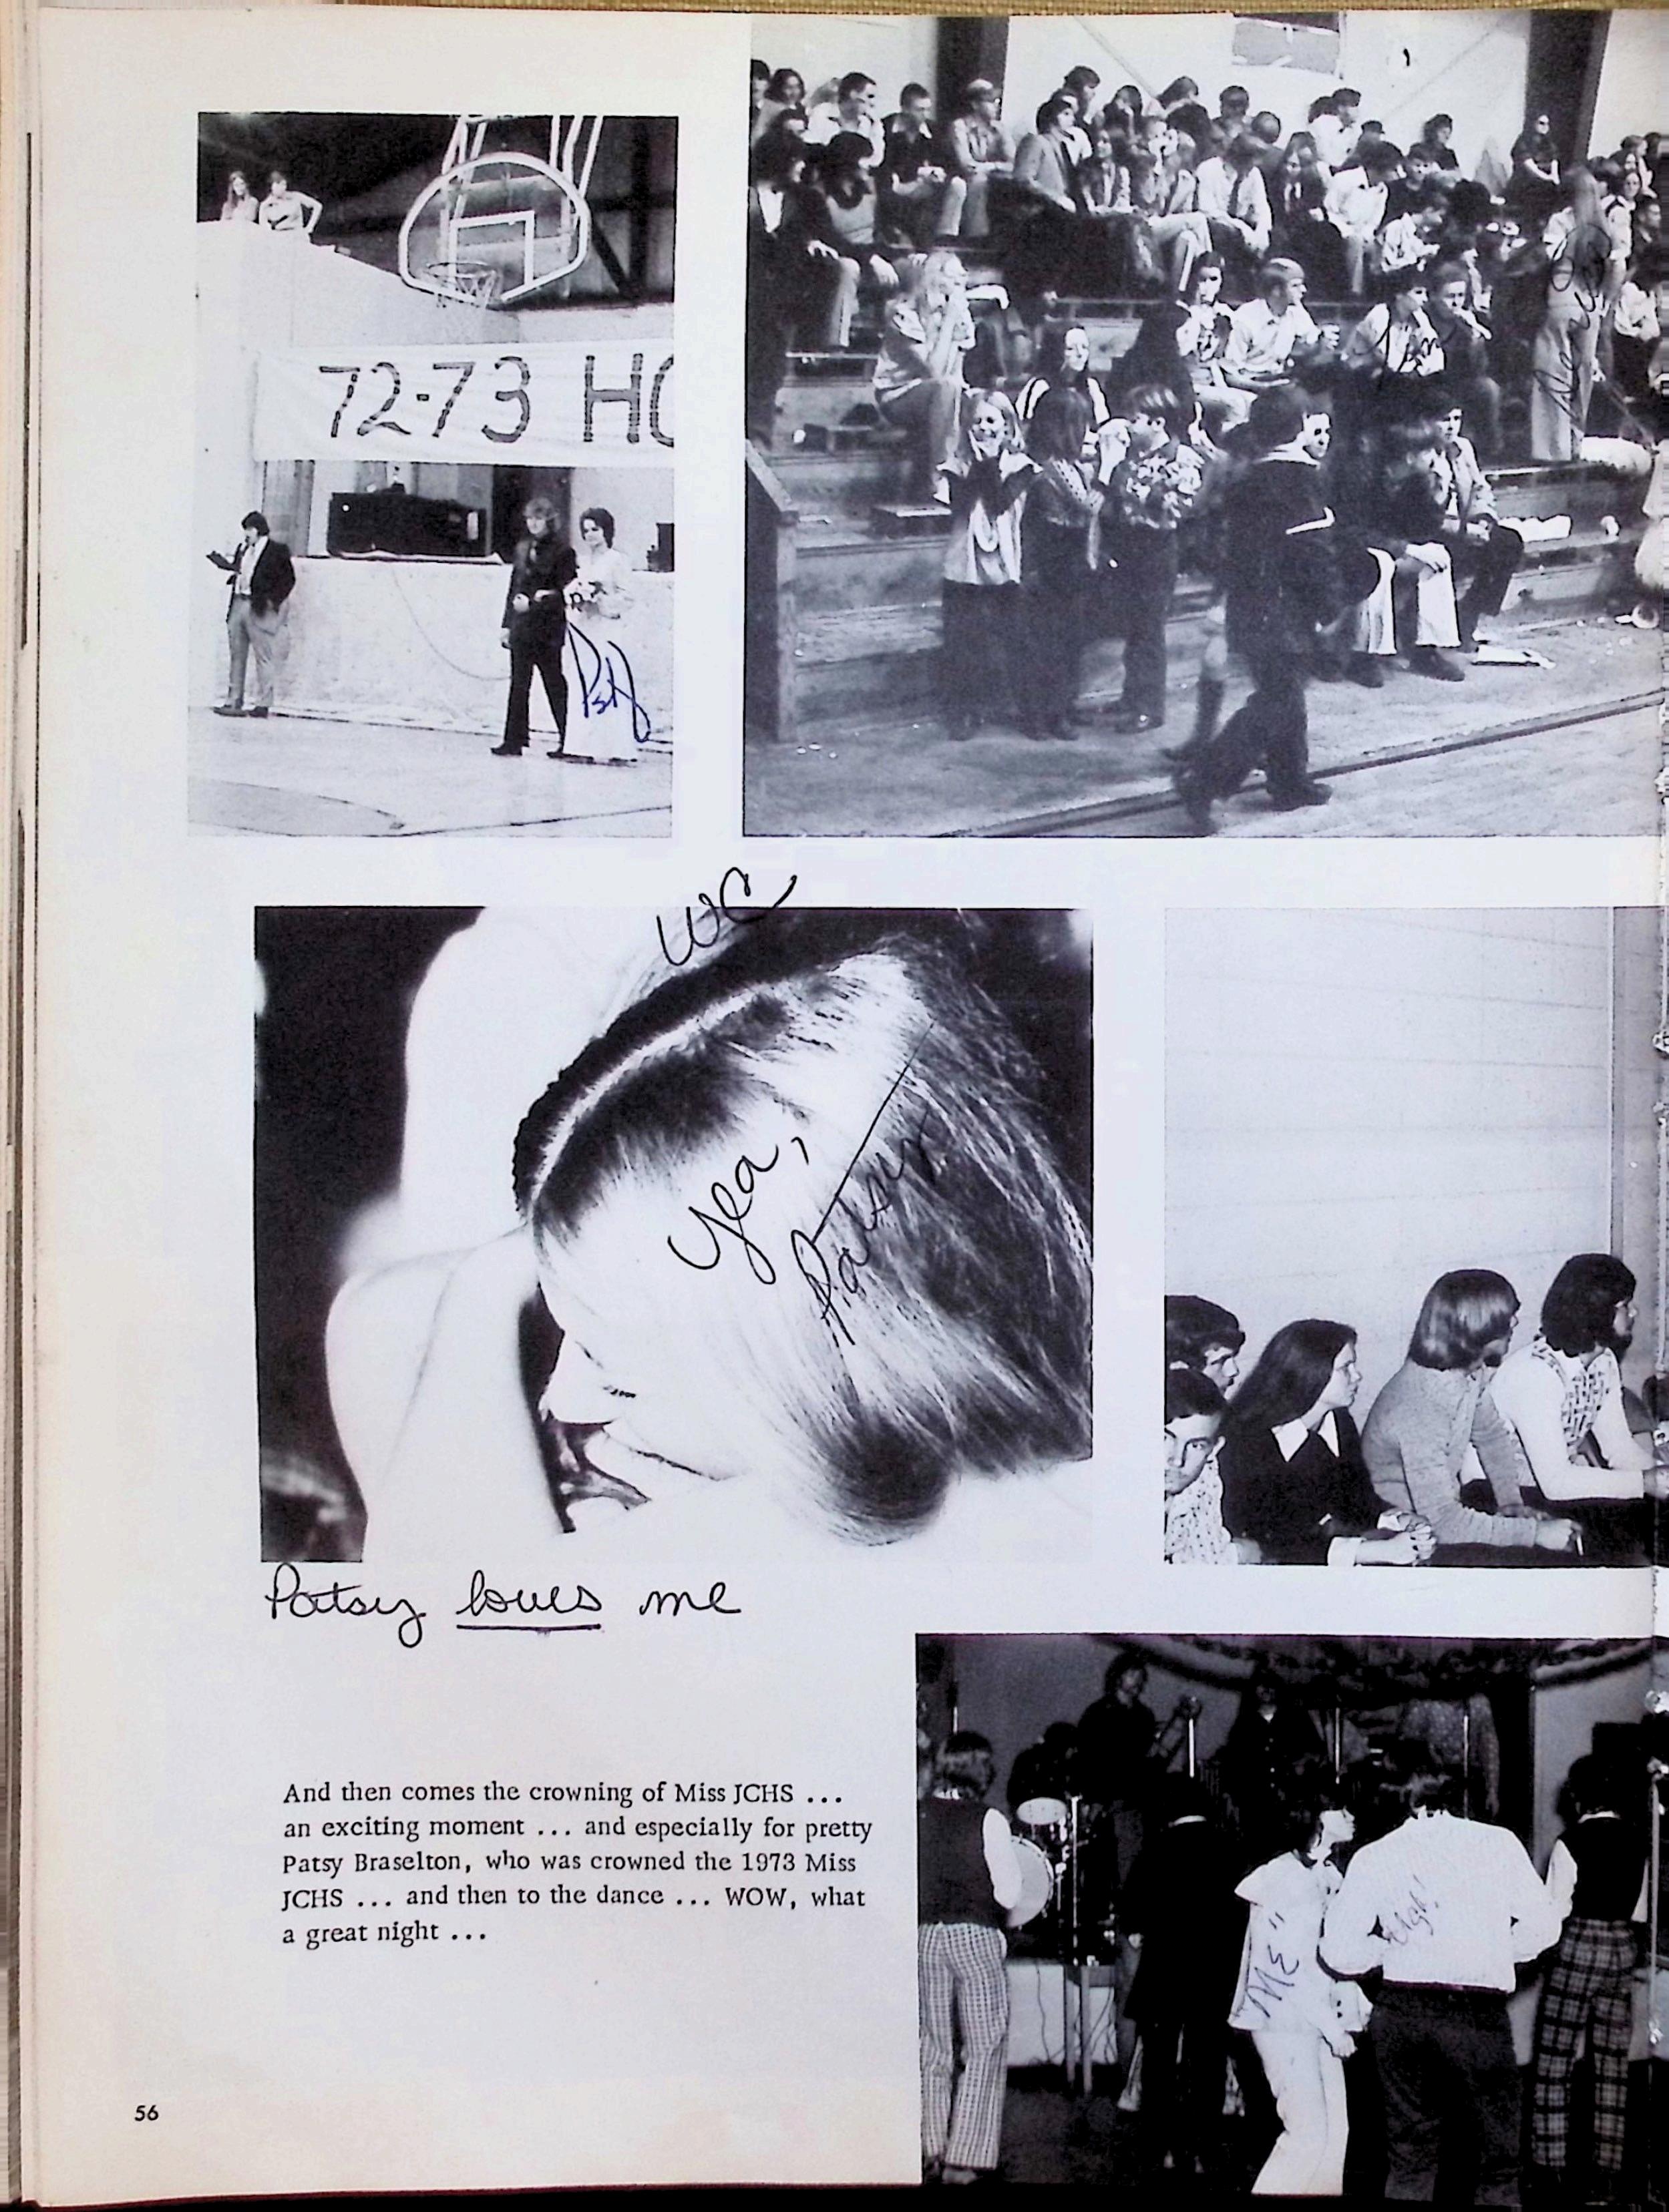 72-73 HO
Pat
WC
Yea,
Patsy
Patsy loves me
And then comes the crowning of Miss JCHS ...
an exciting moment ... and especially for pretty
Patsy Braselton, who was crowned the 1973 Miss
JCHS ... and then to the dance ... WOW, what
a great night ...
"ME"
Ugh!
56